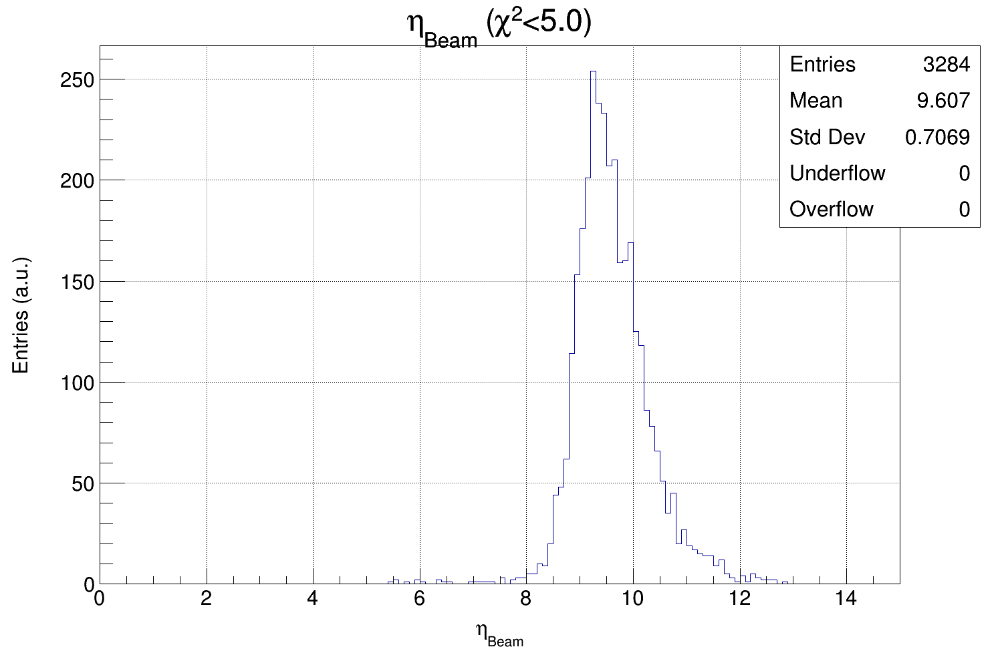 η_Beam (χ²<5.0)
Entries 3284
Mean 9.607
Std Dev 0.7069
Underflow 0
Overflow 0
Entries (a.u.)
250
200
150
100
50
0
0 2 4 6 8 10 12 14
η_Beam